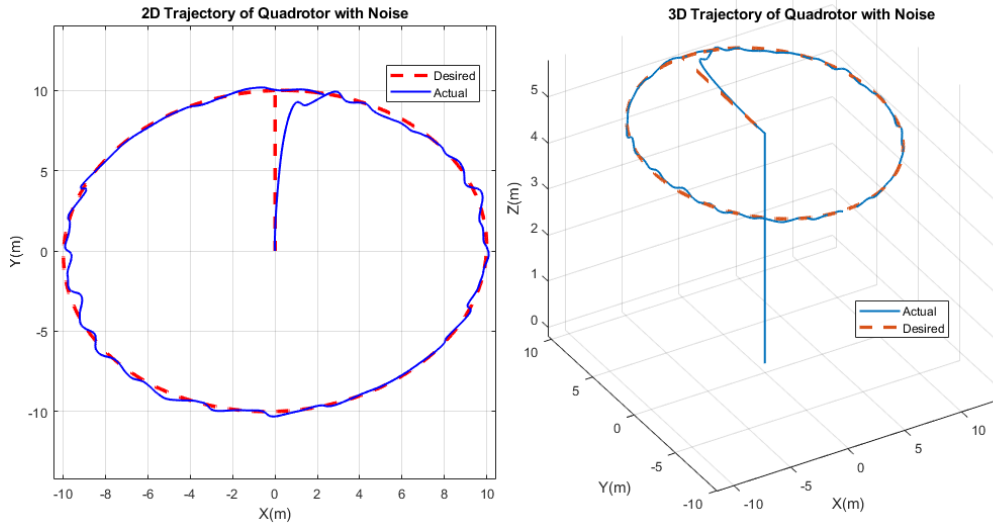 2D Trajectory of Quadrotor with Noise
Desired
Actual
10
5
0
-5
-10
Y(m)
-10 -8 -6 -4 -2 0 2 4 6 8 10
X(m)
3D Trajectory of Quadrotor with Noise
5
4
3
2
1
0
Z(m)
Actual
Desired
10
5
0
-5
-10
Y(m)
-10
-5
0
5
10
X(m)